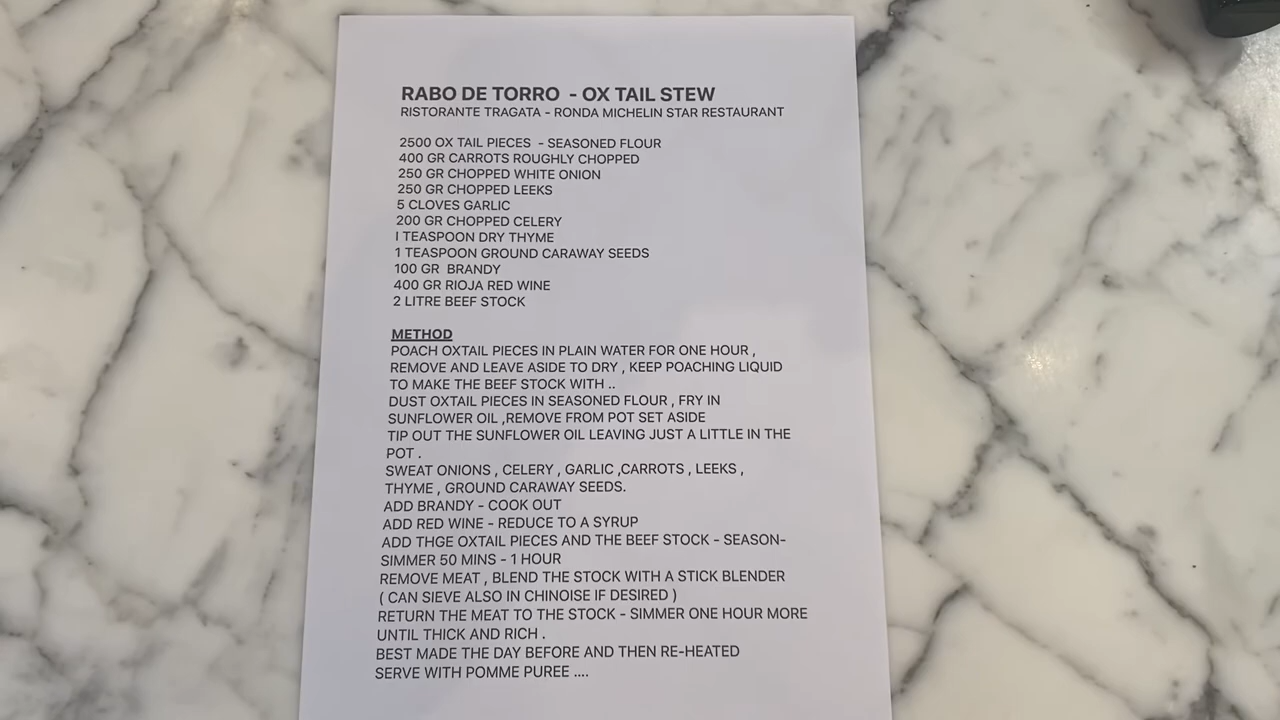 RABO DE TORRO - OX TAIL STEW
RISTORANTE TRAGATA - RONDA MICHELIN STAR RESTAURANT
2500 OX TAIL PIECES - SEASONED FLOUR
400 GR CARROTS ROUGHLY CHOPPED
250 GR CHOPPED WHITE ONION
250 GR CHOPPED LEEKS
5 CLOVES GARLIC
200 GR CHOPPED CELERY
I TEASPOON DRY THYME
1 TEASPOON GROUND CARAWAY SEEDS
100 GR BRANDY
400 GR RIOJA RED WINE
2 LITRE BEEF STOCK
METHOD
POACH OXTAIL PIECES IN PLAIN WATER FOR ONE HOUR ,
REMOVE AND LEAVE ASIDE TO DRY , KEEP POACHING LIQUID
TO MAKE THE BEEF STOCK WITH ..
DUST OXTAIL PIECES IN SEASONED FLOUR , FRY IN
SUNFLOWER OIL ,REMOVE FROM POT SET ASIDE
TIP OUT THE SUNFLOWER OIL LEAVING JUST A LITTLE IN THE
POT .
SWEAT ONIONS , CELERY , GARLIC ,CARROTS , LEEKS ,
THYME , GROUND CARAWAY SEEDS.
ADD BRANDY - COOK OUT
ADD RED WINE - REDUCE TO A SYRUP
ADD THGE OXTAIL PIECES AND THE BEEF STOCK - SEASON-
SIMMER 50 MINS - 1 HOUR
REMOVE MEAT , BLEND THE STOCK WITH A STICK BLENDER
( CAN SIEVE ALSO IN CHINOISE IF DESIRED )
RETURN THE MEAT TO THE STOCK - SIMMER ONE HOUR MORE
UNTIL THICK AND RICH .
BEST MADE THE DAY BEFORE AND THEN RE-HEATED
SERVE WITH POMME PUREE ....